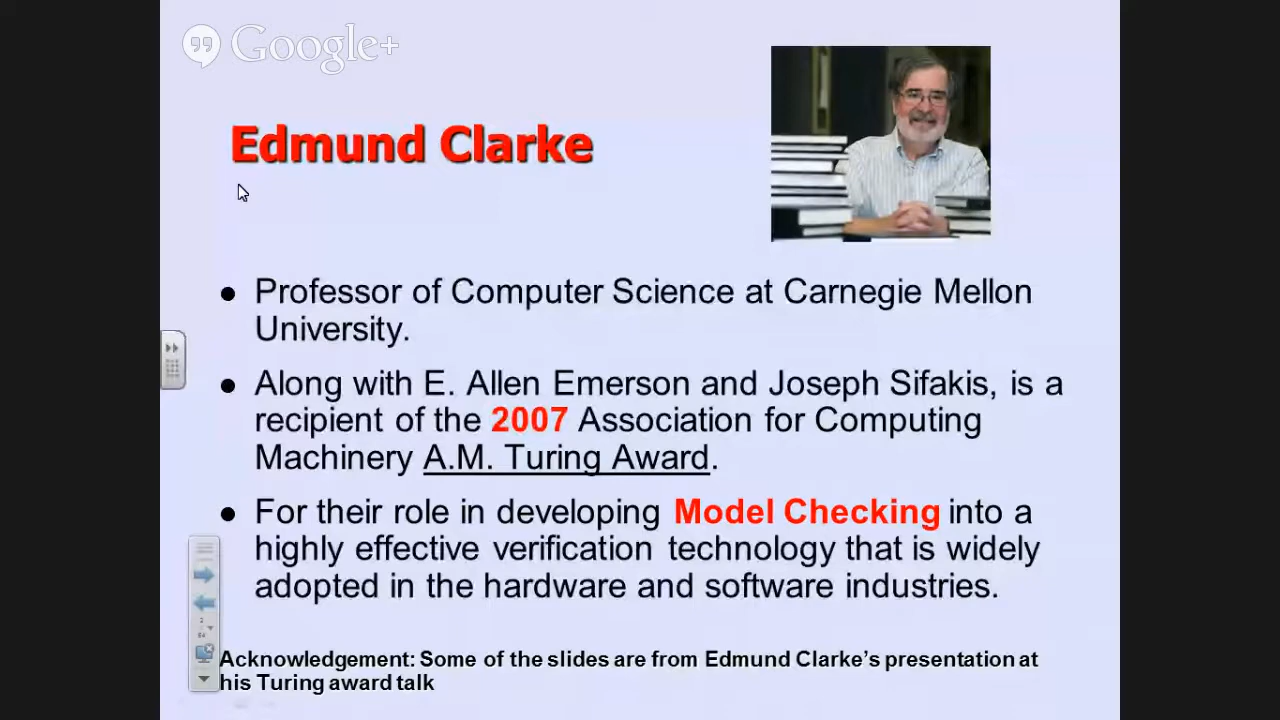 Google+
Edmund Clarke
● Professor of Computer Science at Carnegie Mellon
University.
● Along with E. Allen Emerson and Joseph Sifakis, is a
recipient of the 2007 Association for Computing
Machinery A.M. Turing Award.
● For their role in developing Model Checking into a
highly effective verification technology that is widely
adopted in the hardware and software industries.
Acknowledgement: Some of the slides are from Edmund Clarke’s presentation at
his Turing award talk